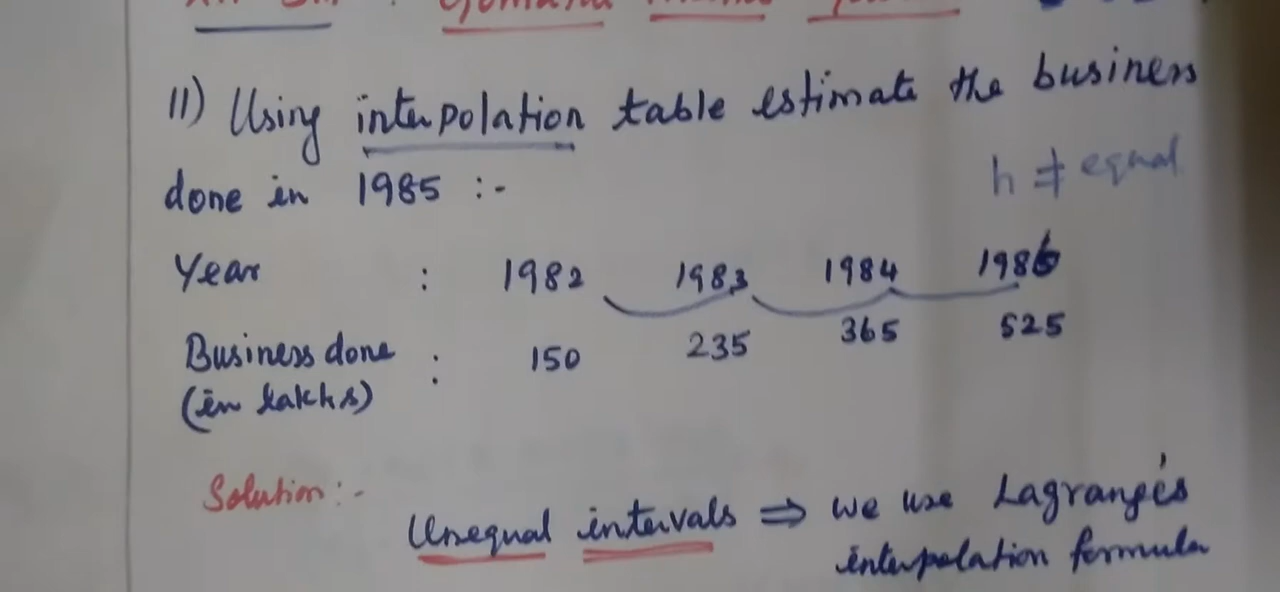 11) Using interpolation table estimate the business
done in 1985 :-
h ≠ equal
Year : 1982 1983 1984 1986
Business done : 150 235 365 525
(in lakhs)
Solution :-
Unequal intervals ⇒ we use Lagrange's
interpolation formula